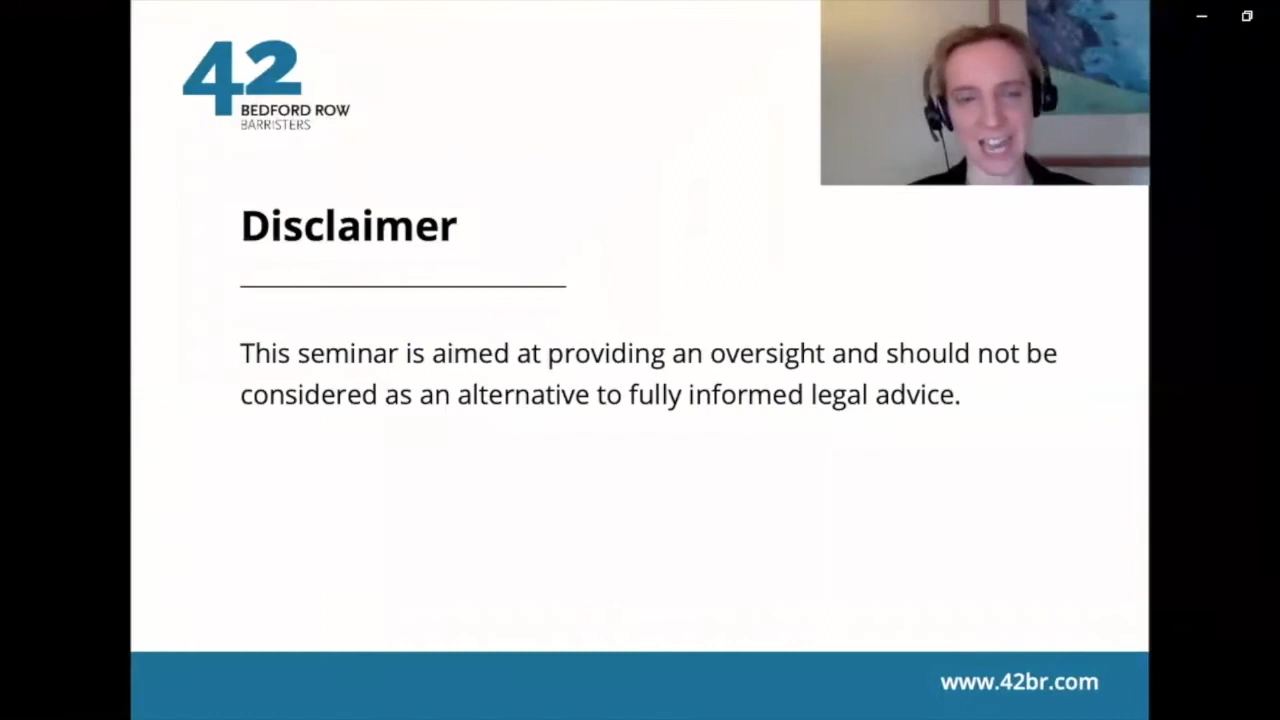 42
BEDFORD ROW
BARRISTERS
Disclaimer
This seminar is aimed at providing an oversight and should not be
considered as an alternative to fully informed legal advice.
www.42br.com